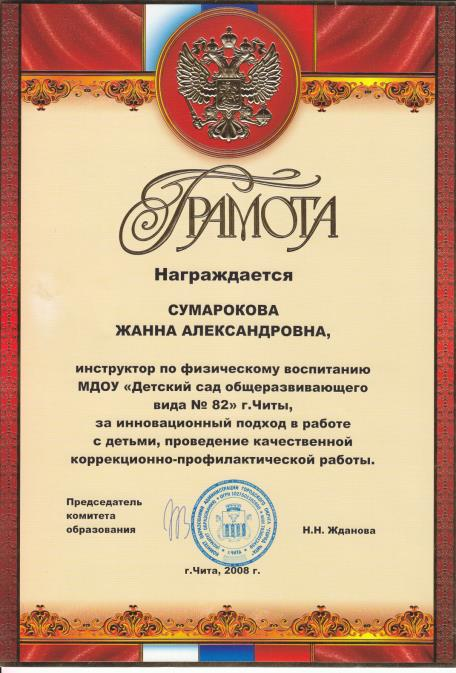 ГРАМОТА
Награждается
СУМАРОКОВА
ЖАННА АЛЕКСАНДРОВНА,
инструктор по физическому воспитанию
МДОУ «Детский сад общеразвивающего
вида № 82» г.Читы,
за инновационный подход в работе
с детьми, проведение качественной
коррекционно-профилактической работы.
Председатель
комитета
образования
Н.Н. Жданова
г.Чита, 2008 г.